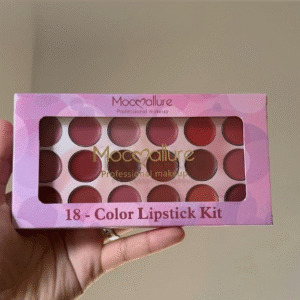 Mocallure
Professional makeup
Mocallure
Professional makeup
18 - Color Lipstick Kit